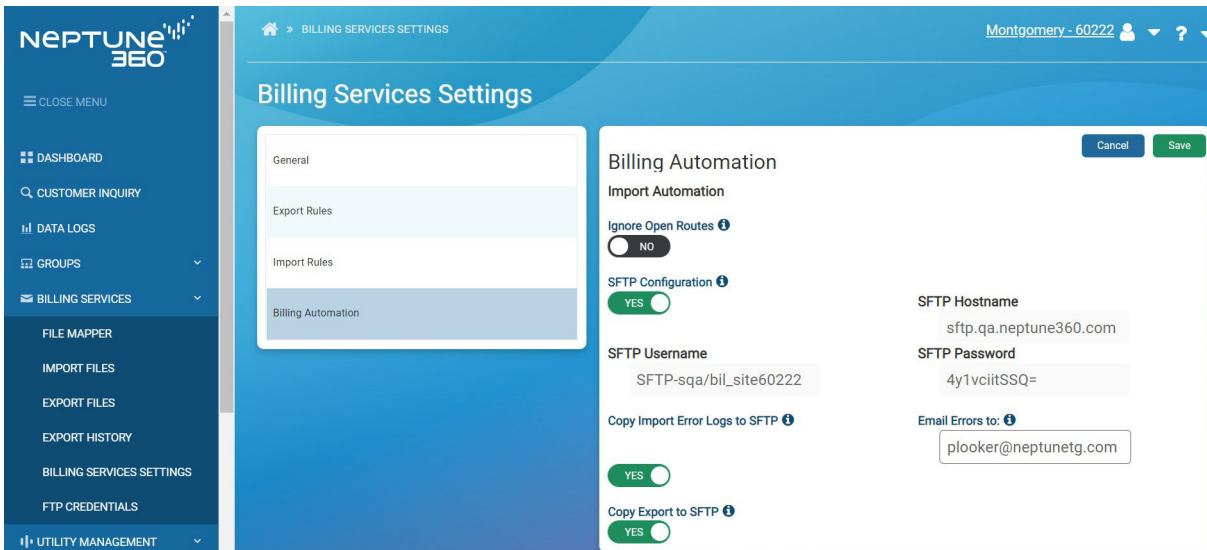 NEPTUNE
360
CLOSE MENU
DASHBOARD
CUSTOMER INQUIRY
DATA LOGS
GROUPS
BILLING SERVICES
FILE MAPPER
IMPORT FILES
EXPORT FILES
EXPORT HISTORY
BILLING SERVICES SETTINGS
FTP CREDENTIALS
UTILITY MANAGEMENT
» BILLING SERVICES SETTINGS
Montgomery - 60222 ?
Billing Services Settings
General
Export Rules
Import Rules
Billing Automation
Cancel Save
Billing Automation
Import Automation
Ignore Open Routes
NO
SFTP Configuration
YES
SFTP Hostname
sftp.qa.neptune360.com
SFTP Username
SFTP-sqa/bil_site60222
SFTP Password
4y1vciitSSQ=
Copy Import Error Logs to SFTP
YES
Email Errors to:
plooker@neptunetg.com
Copy Export to SFTP
YES